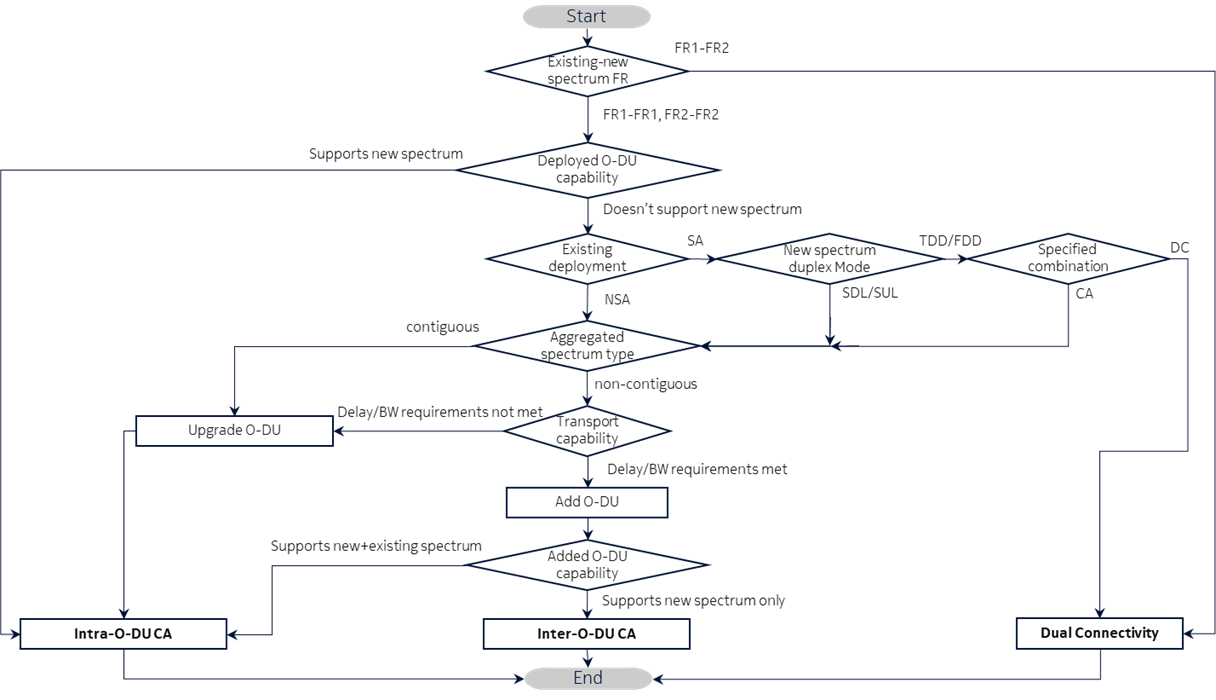 Start
FR1-FR2
Existing-new
spectrum FR
FR1-FR1, FR2-FR2
Supports new spectrum
Deployed O-DU
capability
Doesn't support new spectrum
Existing
deployment
SA
New spectrum
duplex Mode
TDD/FDD
Specified
combination
DC
NSA
SDL/SUL
CA
contiguous
Aggregated
spectrum type
non-contiguous
Delay/BW requirements not met
Transport
capability
Upgrade O-DU
Delay/BW requirements met
Add O-DU
Supports new+existing spectrum
Added O-DU
capability
Supports new spectrum only
Intra-O-DU CA
Inter-O-DU CA
Dual Connectivity
End